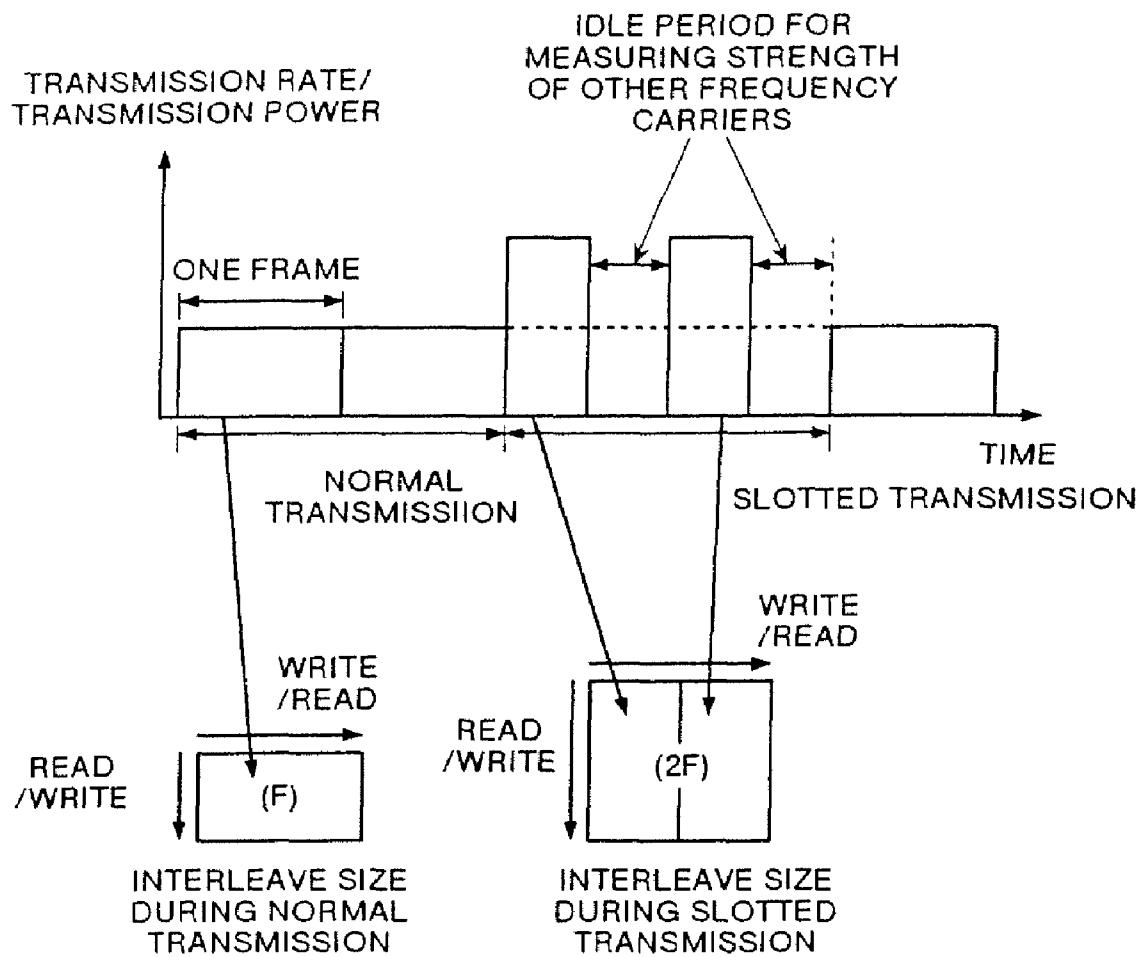 IDLE PERIOD FOR
MEASURING STRENGTH
OF OTHER FREQUENCY
CARRIERS
TRANSMISSION RATE/
TRANSMISSION POWER
ONE FRAME
TIME
NORMAL
TRANSMISSIION
SLOTTED TRANSMISSION
WRITE
/READ
WRITE
/READ
READ
/WRITE
READ
/WRITE
(F)
(2F)
INTERLEAVE SIZE
DURING NORMAL
TRANSMISSION
INTERLEAVE SIZE
DURING SLOTTED
TRANSMISSION